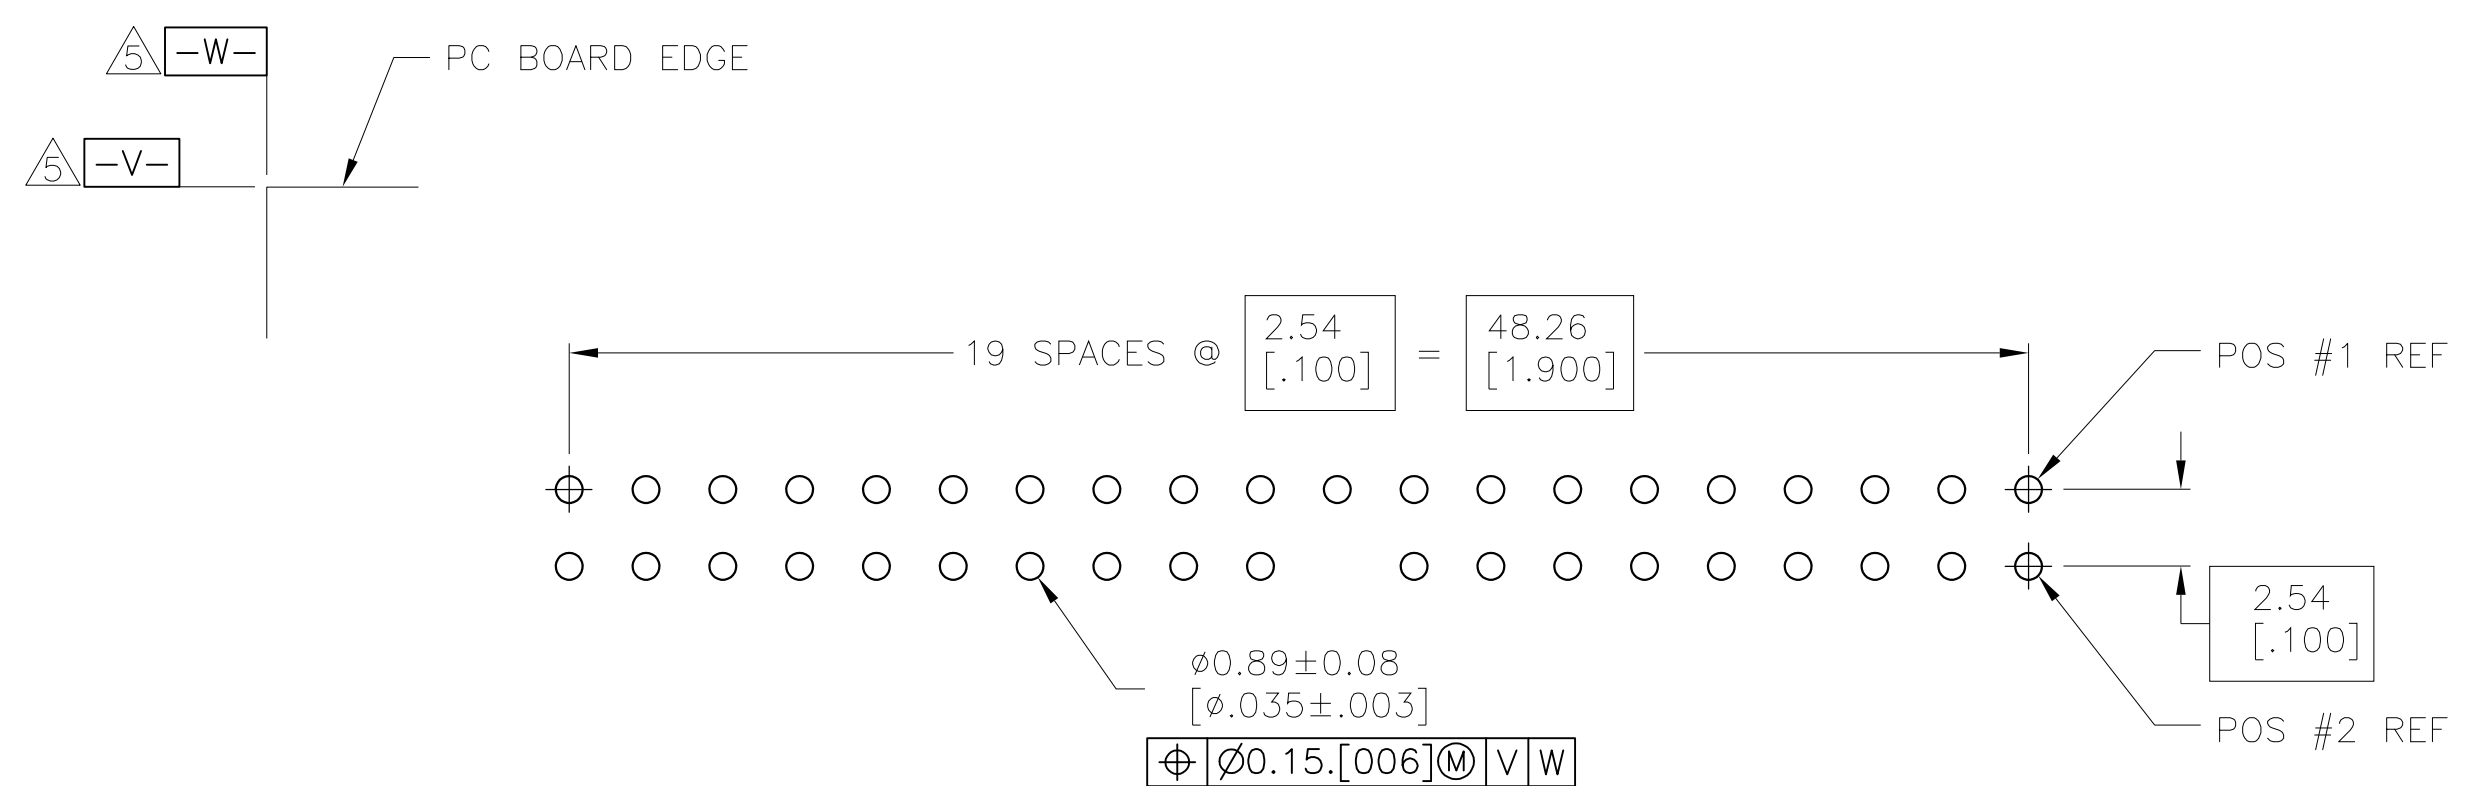 5 -W-
PC BOARD EDGE
5 -V-
19 SPACES @ 2.54 [.100] = 48.26 [1.900]
POS #1 REF
2.54
[.100]
ø0.89±0.08
[ø.035±.003]
POS #2 REF
⌖ Ø0.15.[006]Ⓜ V W